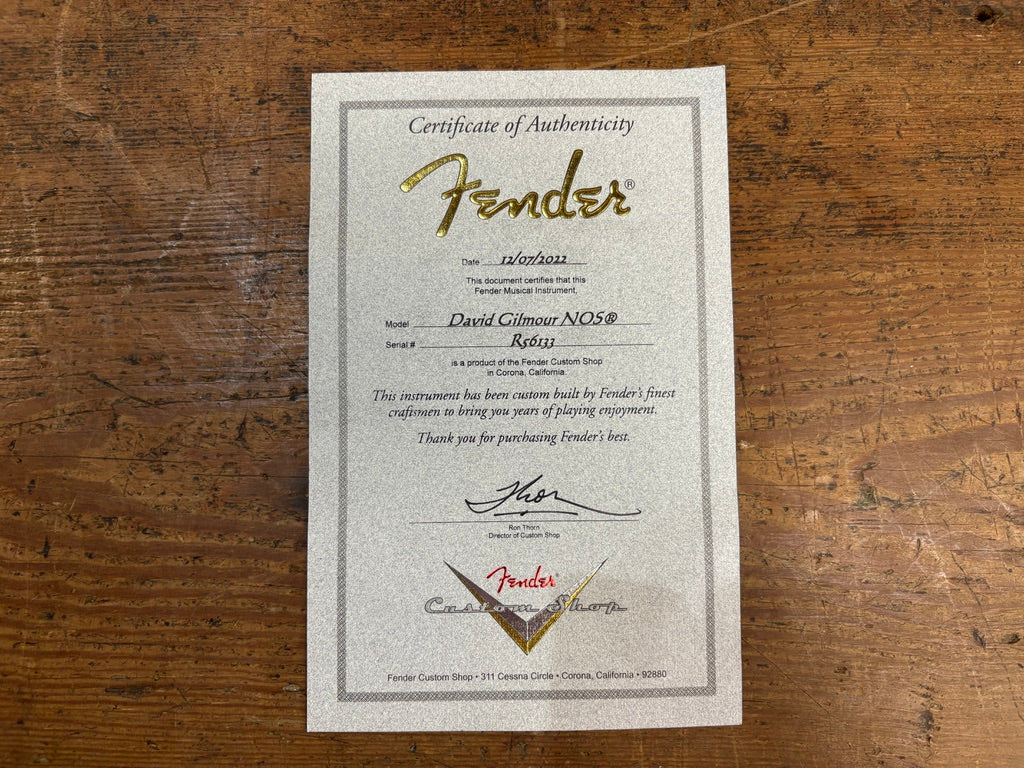 Certificate of Authenticity
Fender®
Date 12/07/2022
This document certifies that this
Fender Musical Instrument,
Model David Gilmour NOS®
Serial # R56133
is a product of the Fender Custom Shop
in Corona, California.
This instrument has been custom built by Fender's finest
craftsmen to bring you years of playing enjoyment.
Thank you for purchasing Fender's best.
Thorn
Ron Thorn
Director of Custom Shop
Fender®
Custom Shop
Fender Custom Shop • 311 Cessna Circle • Corona, California • 92880